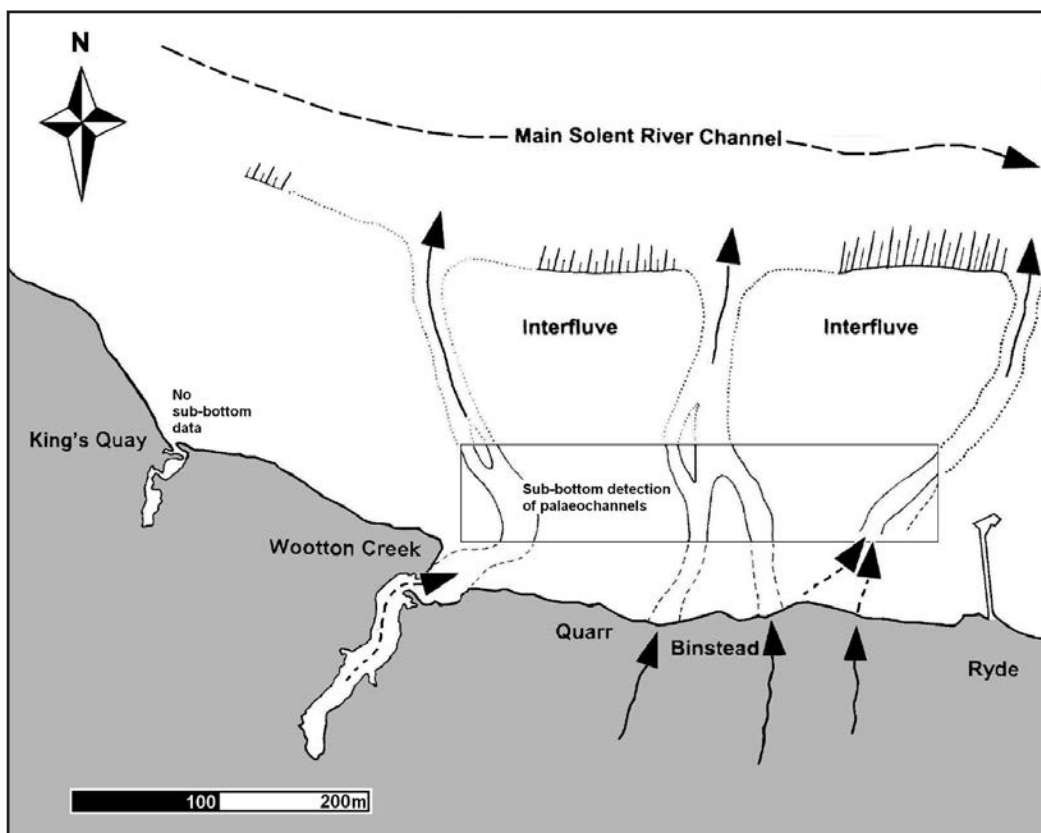 N
Main Solent River Channel
Interfluve
Interfluve
No
sub-bottom
data
King's Quay
Sub-bottom detection
of palaeochannels
Wootton Creek
Quarr
Binstead
Ryde
100
200m